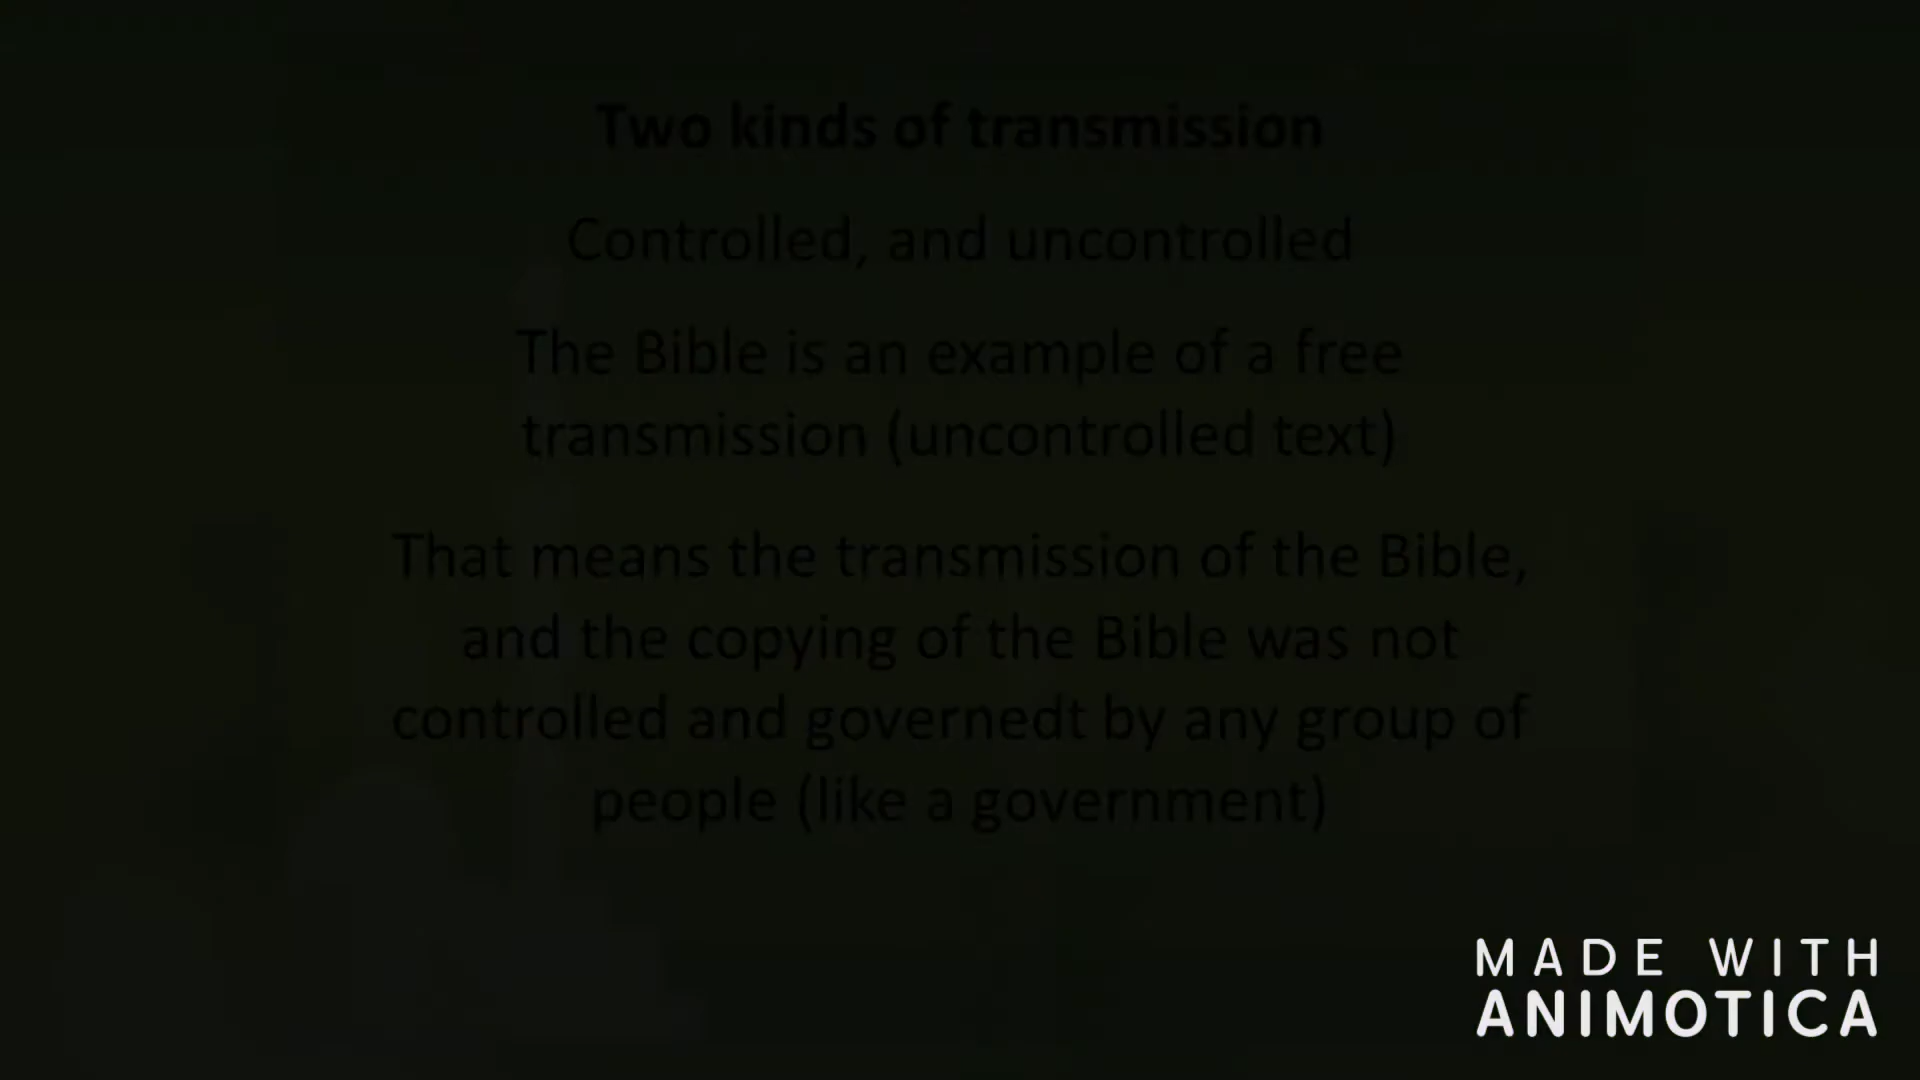 Two kinds of transmission
Controlled, and uncontrolled
The Bible is an example of a free
transmission (uncontrolled text)
That means the transmission of the Bible,
and the copying of the Bible was not
controlled and governedt by any group of
people (like a government)
MADE WITH
ANIMOTICA